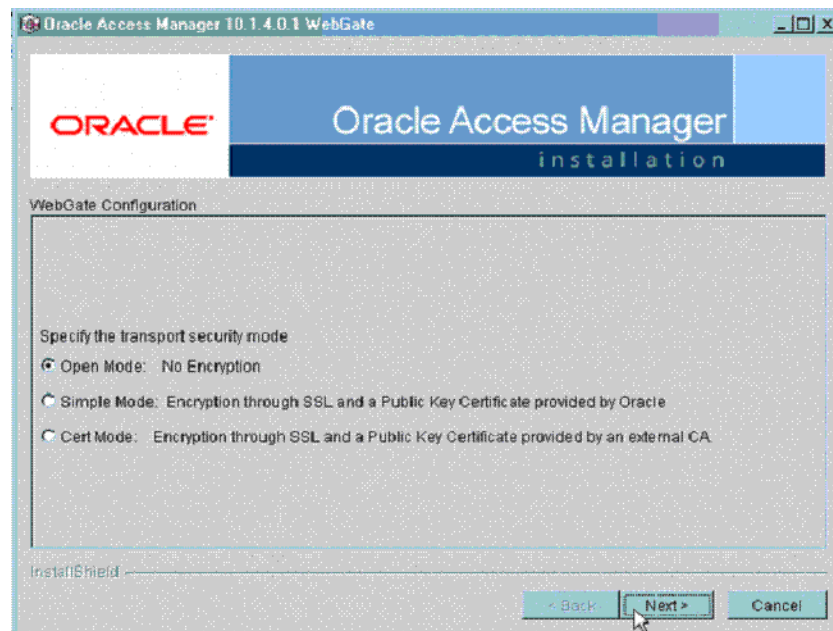 Oracle Access Manager 10.1.4.0.1 WebGate
ORACLE
Oracle Access Manager
installation
WebGate Configuration
Specify the transport security mode
Open Mode: No Encryption
Simple Mode: Encryption through SSL and a Public Key Certificate provided by Oracle
Cert Mode: Encryption through SSL and a Public Key Certificate provided by an external CA
InstallShield
< Back
Next >
Cancel